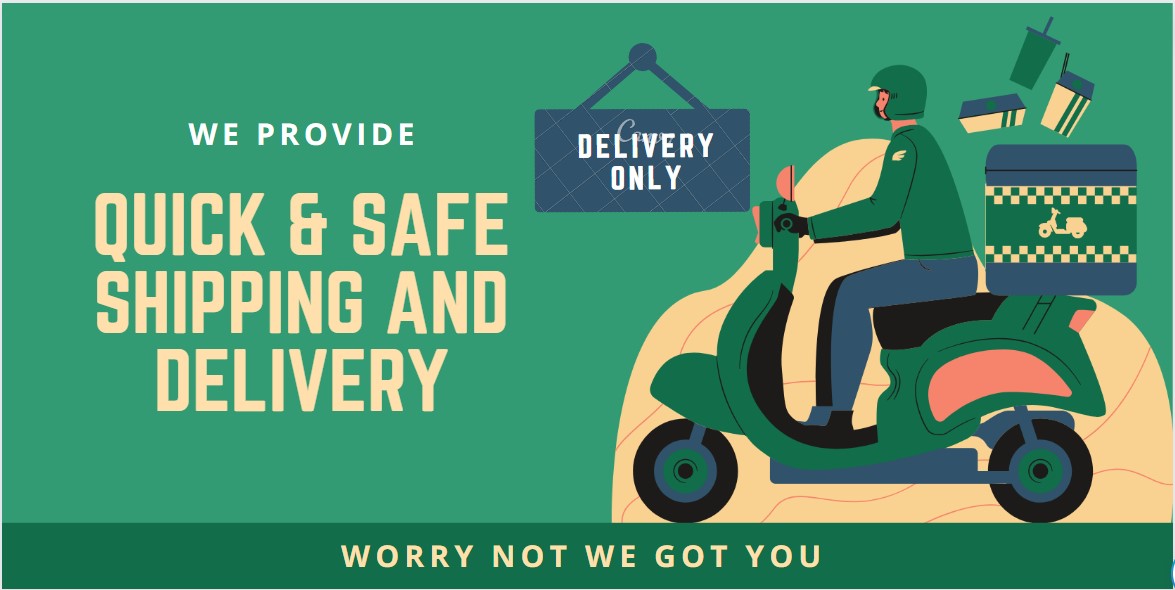 WE PROVIDE
QUICK & SAFE
SHIPPING AND
DELIVERY
DELIVERY
ONLY
WORRY NOT WE GOT YOU